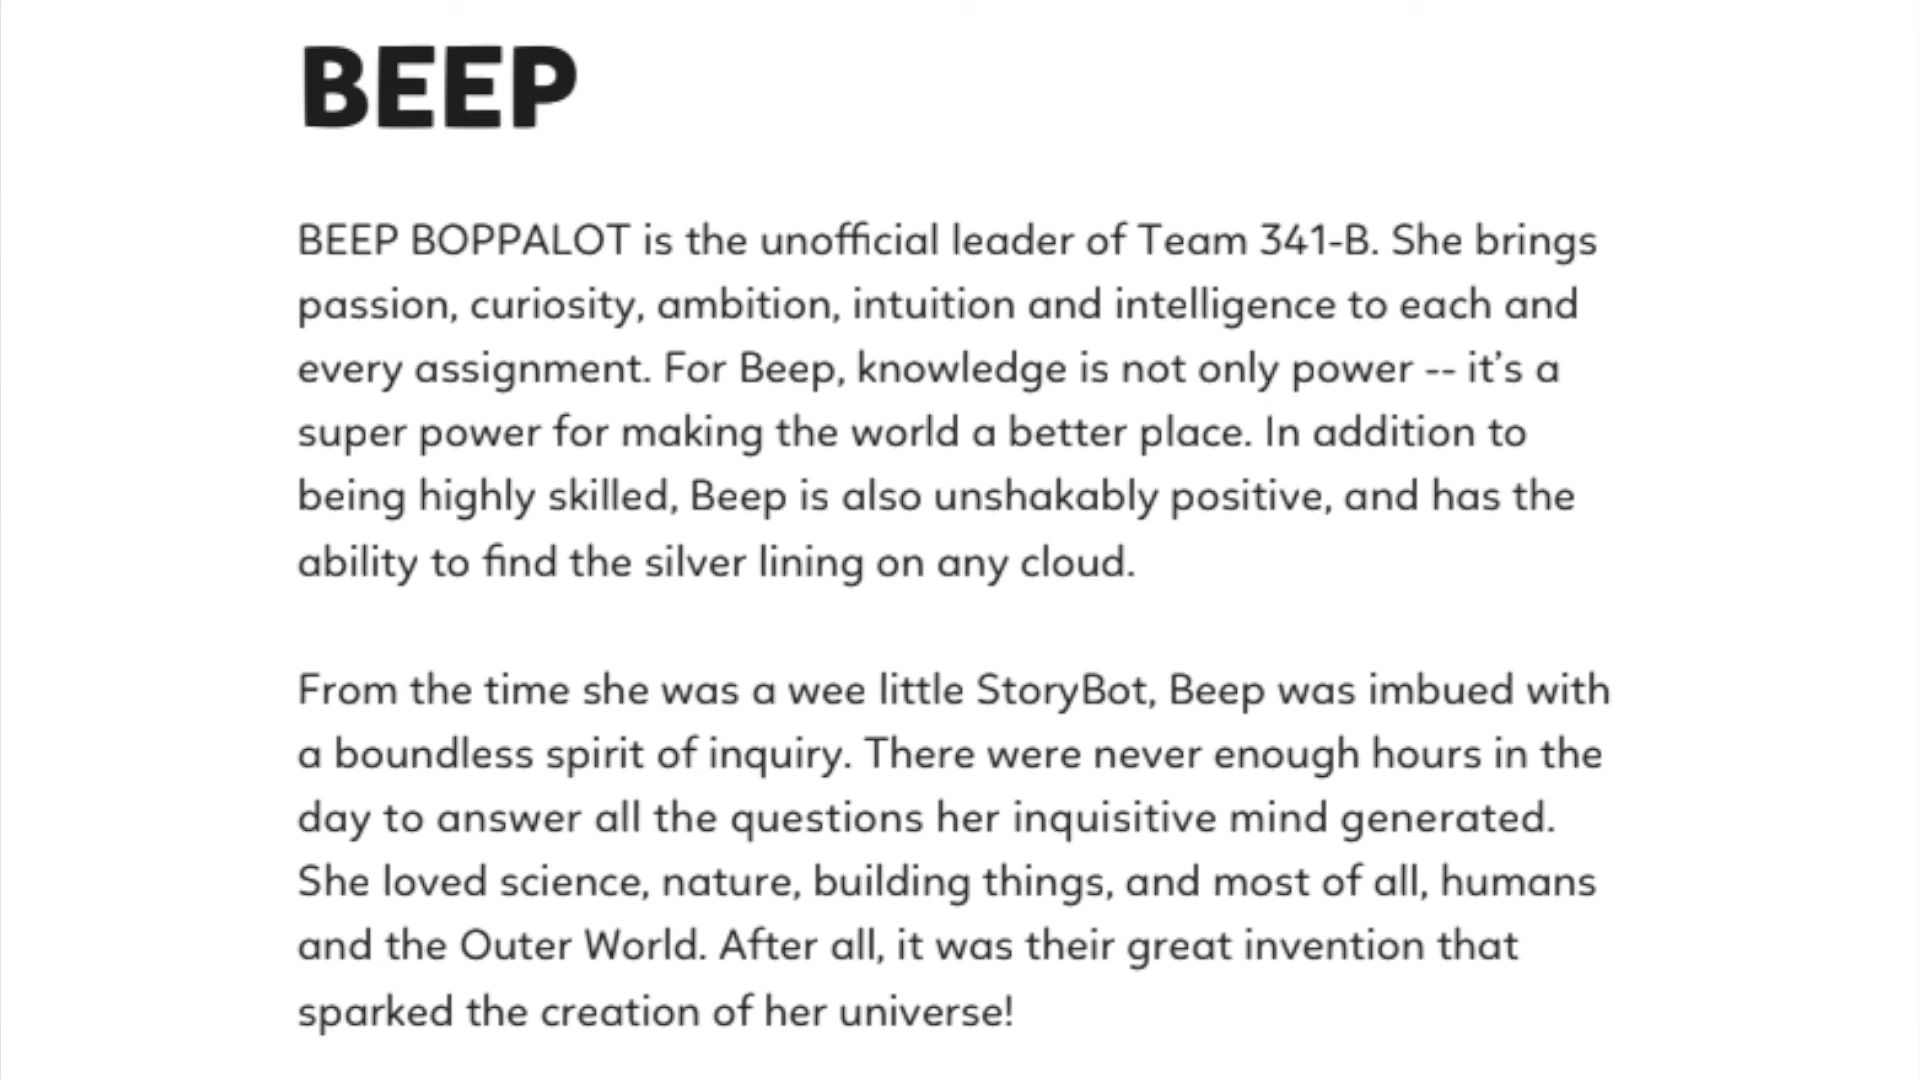 BEEP
BEEP BOPPALOT is the unofficial leader of Team 341-B. She brings
passion, curiosity, ambition, intuition and intelligence to each and
every assignment. For Beep, knowledge is not only power -- it’s a
super power for making the world a better place. In addition to
being highly skilled, Beep is also unshakably positive, and has the
ability to find the silver lining on any cloud.
From the time she was a wee little StoryBot, Beep was imbued with
a boundless spirit of inquiry. There were never enough hours in the
day to answer all the questions her inquisitive mind generated.
She loved science, nature, building things, and most of all, humans
and the Outer World. After all, it was their great invention that
sparked the creation of her universe!